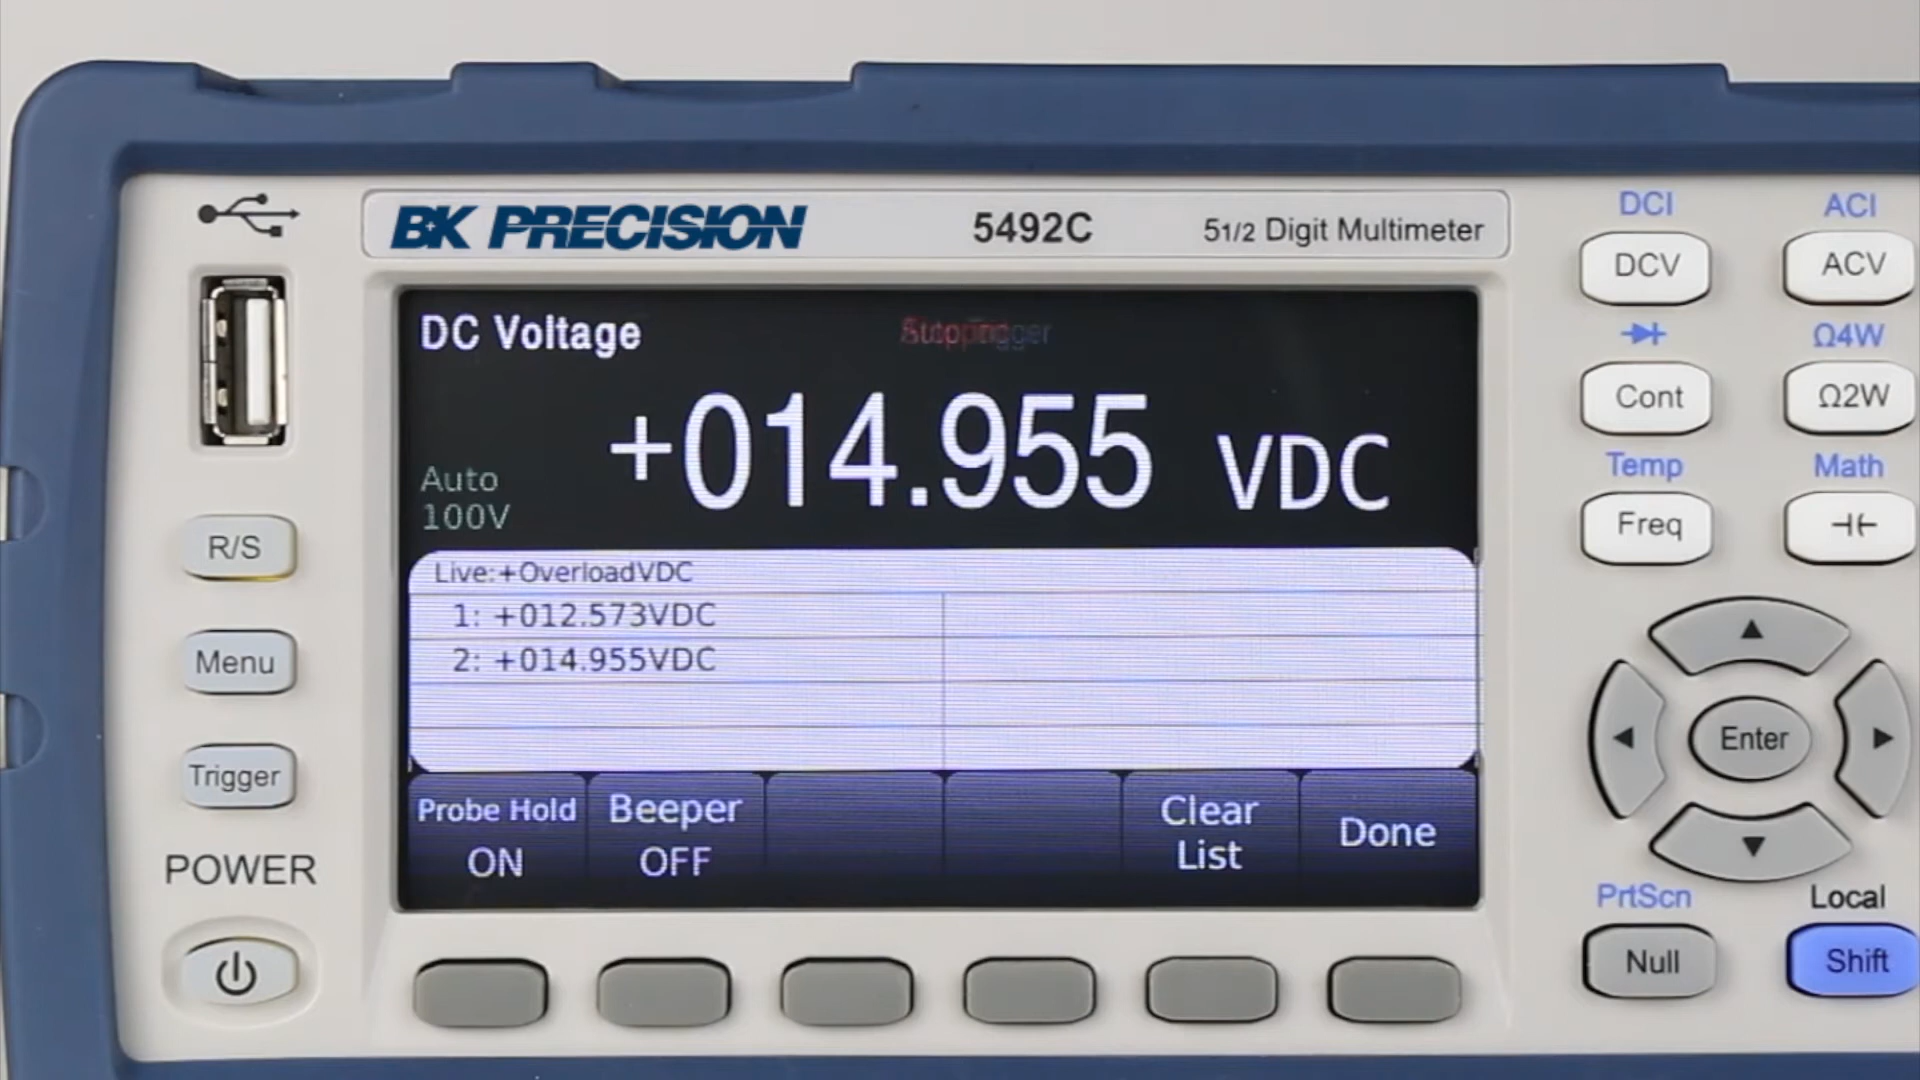 BK PRECISION 5492C 51/2 Digit Multimeter
DCI ACI
DCV ACV
DC Voltage
Ω4W
Cont Ω2W
+014.955 VDC
Auto
100V
Temp Math
Freq
Live:+OverloadVDC
1: +012.573VDC
2: +014.955VDC
R/S
Menu
Trigger
Enter
Probe Hold Beeper Clear Done
ON OFF List
POWER
PrtScn Local
Null Shift